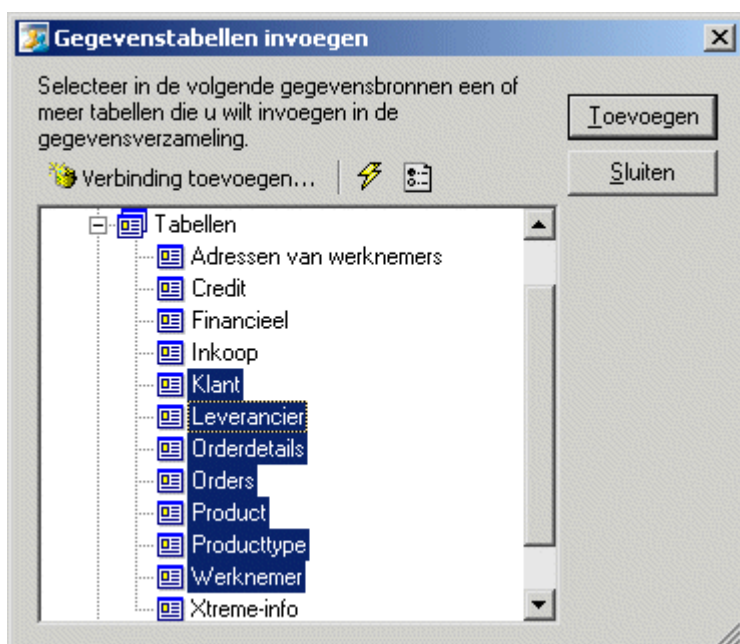 Gegevenstabellen invoegen
Selecteer in de volgende gegevensbronnen een of
meer tabellen die u wilt invoegen in de
gegevensverzameling.
Toevoegen
Sluiten
Verbinding toevoegen...
Tabellen
Adressen van werknemers
Credit
Financieel
Inkoop
Klant
Leverancier
Orderdetails
Orders
Product
Producttype
Werknemer
Xtreme-info